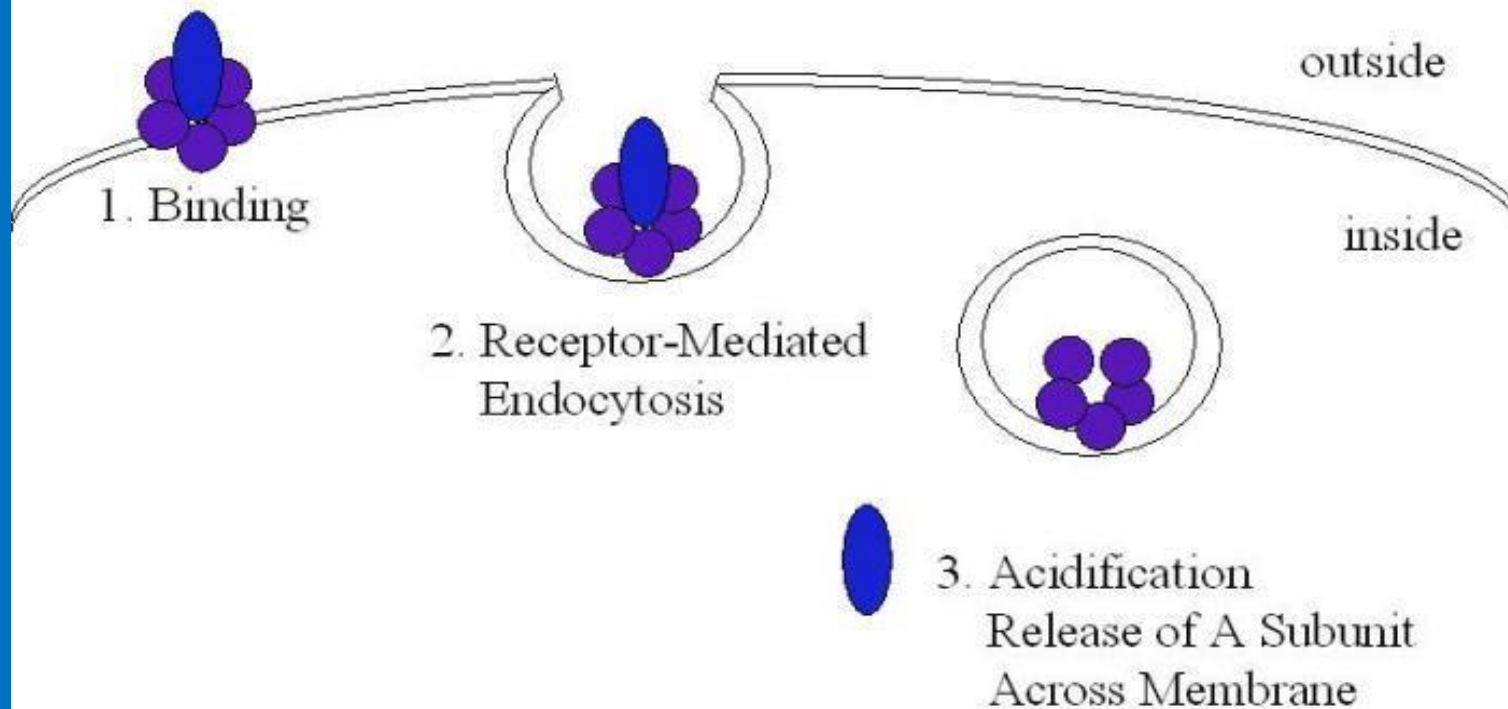 outside
1. Binding
inside
2. Receptor-Mediated
Endocytosis
3. Acidification
Release of A Subunit
Across Membrane